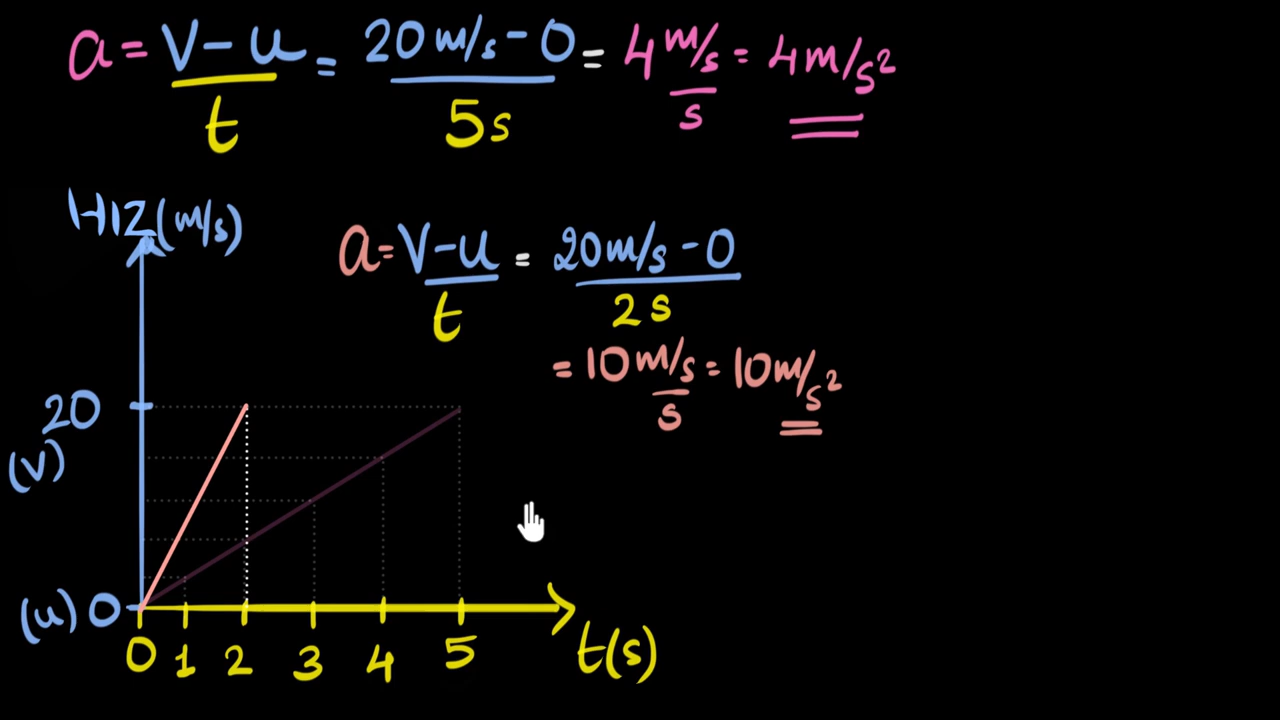 a = V - u / t = 20 m/s - 0 / 5 s = 4 m/s / s = 4 m/s²
HIZ (m/s)
a = V - u / t = 20 m/s - 0 / 2 s
= 10 m/s / s = 10 m/s²
20
(V)
(u) 0
0 1 2 3 4 5 t(s)